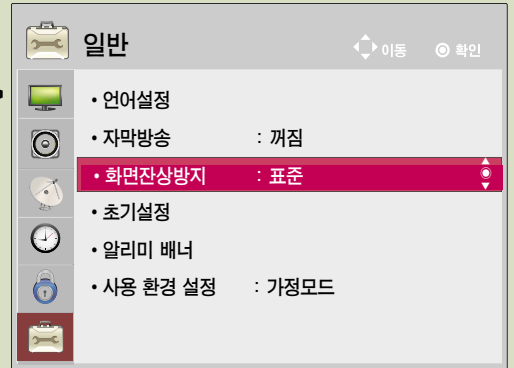 일반 이동 확인
• 언어설정
• 자막방송 : 꺼짐
• 화면잔상방지 : 표준
• 초기설정
• 알리미 배너
• 사용 환경 설정 : 가정모드